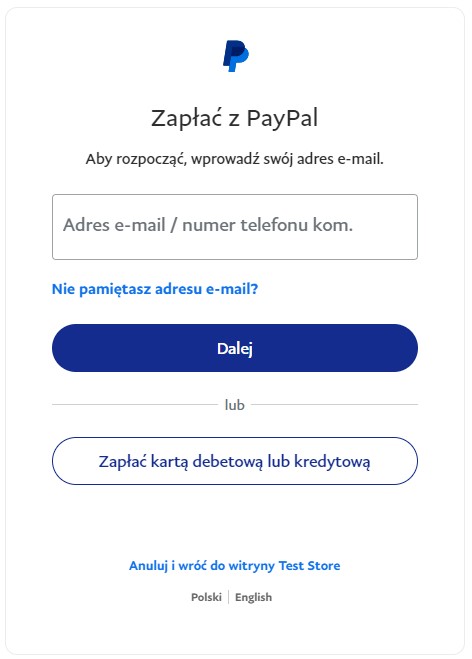 Zapłać z PayPal
Aby rozpocząć, wprowadź swój adres e-mail.
Adres e-mail / numer telefonu kom.
Nie pamiętasz adresu e-mail?
Dalej
lub
Zapłać kartą debetową lub kredytową
Anuluj i wróć do witryny Test Store
Polski | English